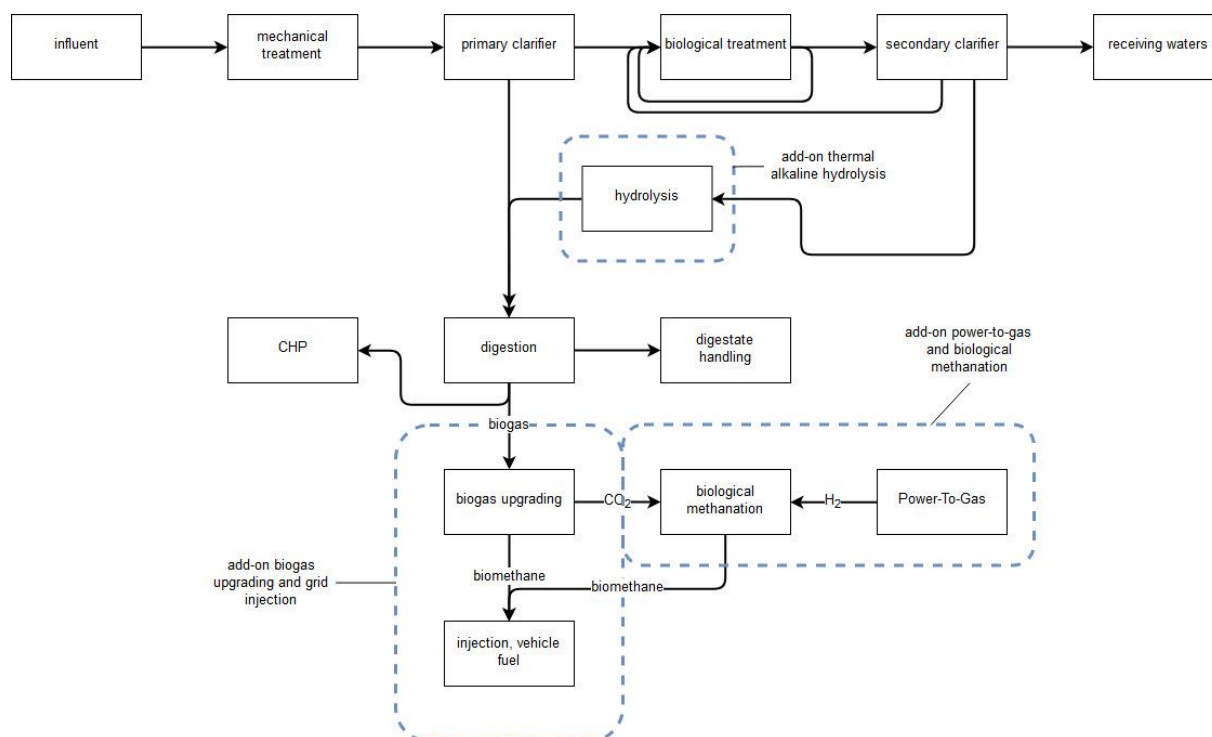 influent
mechanical
treatment
primary clarifier
biological treatment
secondary clarifier
receiving waters
add-on thermal
alkaline hydrolysis
hydrolysis
CHP
digestion
digestate
handling
add-on power-to-gas
and biological
methanation
biogas
biogas upgrading
CO2
biological
methanation
H2
Power-To-Gas
add-on biogas
upgrading and grid
injection
biomethane
biomethane
injection, vehicle
fuel